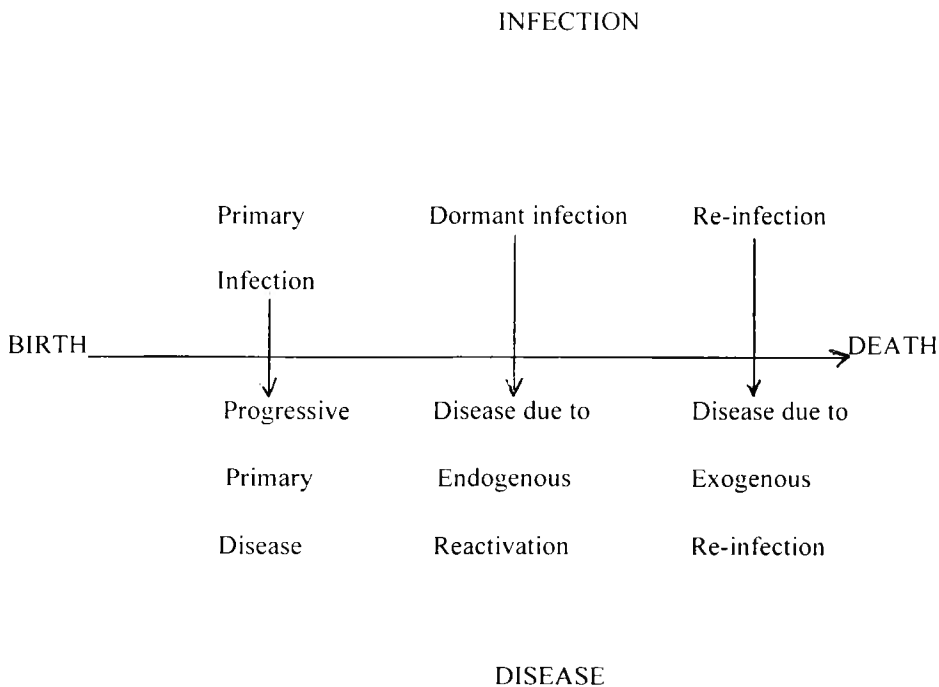 INFECTION
Primary Dormant infection Re-infection
Infection
BIRTH DEATH
Progressive Disease due to Disease due to
Primary Endogenous Exogenous
Disease Reactivation Re-infection
DISEASE